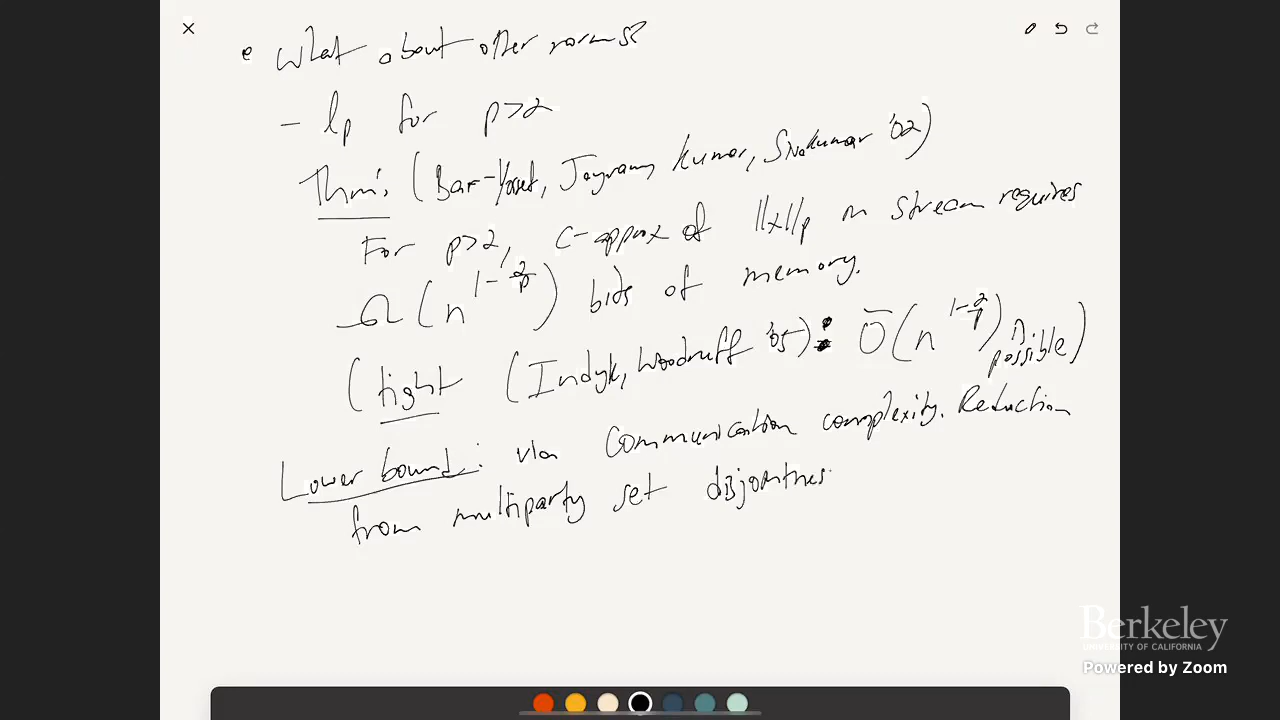 • What about other norms?
- lp for p>2
Thm: (Bar-Yossef, Jayram, Kumar, Sivakumar '02)
For p>2, C-approx of ||x||p in stream requires
Ω(n^{1-2/p}) bits of memory.
(tight (Indyk, Woodruff '05): Õ(n^{1-2/p}) is possible)
Lower bound: via communication complexity. Reduction
from multiparty set disjointness
Berkeley
UNIVERSITY OF CALIFORNIA
Powered by Zoom